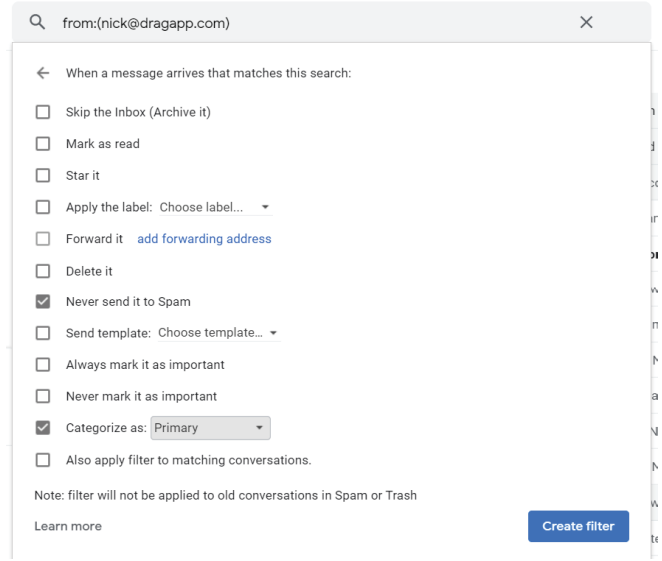 from:(nick@dragapp.com)
When a message arrives that matches this search:
Skip the Inbox (Archive it)
Mark as read
Star it
Apply the label: Choose label...
Forward it add forwarding address
Delete it
Never send it to Spam
Send template: Choose template...
Always mark it as important
Never mark it as important
Categorize as: Primary
Also apply filter to matching conversations.
Note: filter will not be applied to old conversations in Spam or Trash
Learn more
Create filter